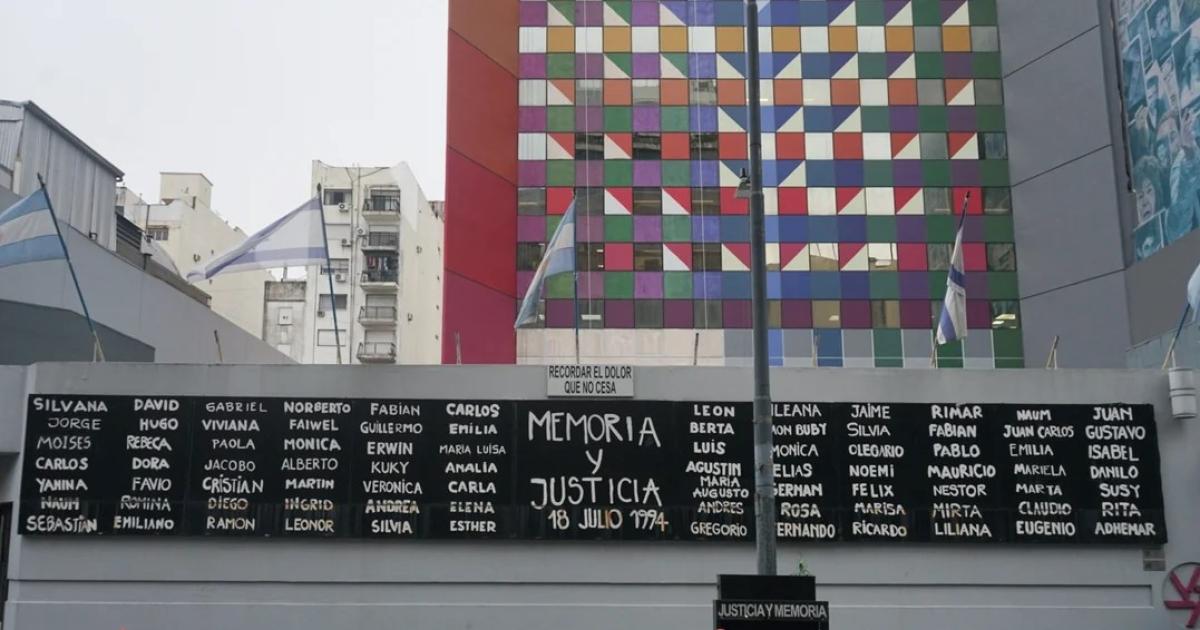 RECORDAR EL DOLOR
QUE NO CESA
SILVANA
JORGE
MOISES
CARLOS
YANINA
NAUM
SEBASTIAN
DAVID
HUGO
REBECA
DORA
FAVIO
ROMINA
EMILIANO
GABRIEL
VIVIANA
PAOLA
JACOBO
CRISTIAN
DIEGO
RAMON
NORBERTO
FAIWEL
MONICA
ALBERTO
MARTIN
INGRID
LEONOR
FABIAN
GUILLERMO
ERWIN
KUKY
VERONICA
ANDREA
SILVIA
CARLOS
EMILIA
MARIA LUISA
ANALIA
CARLA
ELENA
ESTHER
MEMORIA
Y
JUSTICIA
18 JULIO 1994
LEON
BERTA
LUIS
AGUSTIN
MARIA
AUGUSTO
ANDRES
GREGORIO
ILEANA
BUBY
MONICA
ELIAS
GERMAN
ROSA
FERNANDO
JAIME
SILVIA
OLEGARIO
NOEMI
FELIX
MARISA
RICARDO
RIMAR
FABIAN
PABLO
MAURICIO
NESTOR
MIRTA
LILIANA
NAUM
JUAN CARLOS
EMILIA
MARIELA
MARTA
CLAUDIO
EUGENIO
JUAN
GUSTAVO
ISABEL
DANILO
SUSY
RITA
ADHEMAR
JUSTICIA Y MEMORIA